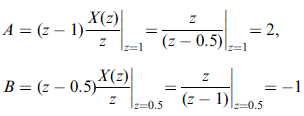 A = (z − 1) X(z)/z |z=1 = z/(z − 0.5) |z=1 = 2,
B = (z − 0.5) X(z)/z |z=0.5 = z/(z − 1) |z=0.5 = −1